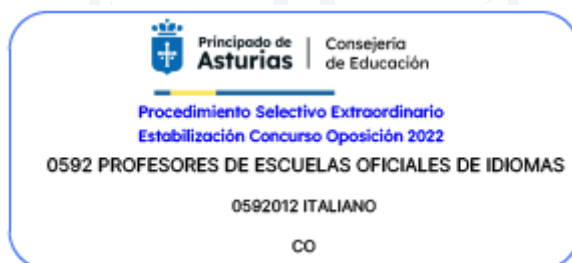 Principado de
Asturias
Consejería
de Educación
Procedimiento Selectivo Extraordinario
Estabilización Concurso Oposición 2022
0592 PROFESORES DE ESCUELAS OFICIALES DE IDIOMAS
0592012 ITALIANO
CO